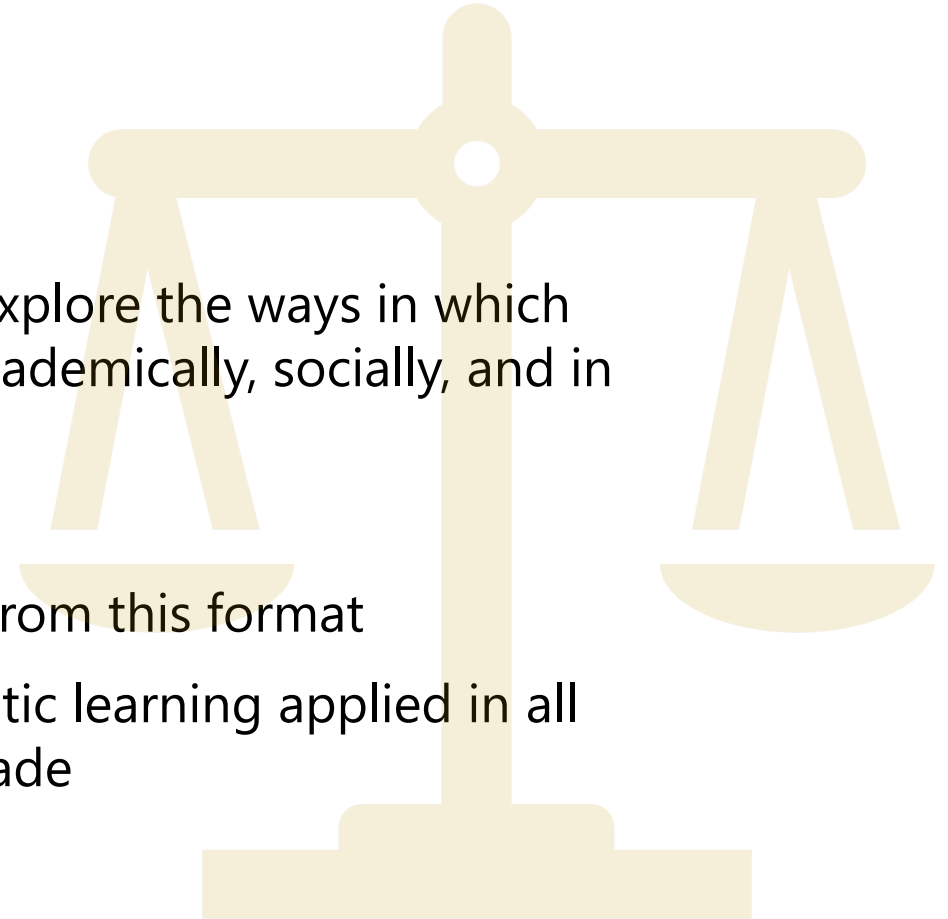 xplore the ways in which
ademically, socially, and in
rom this format
tic learning applied in all
ade